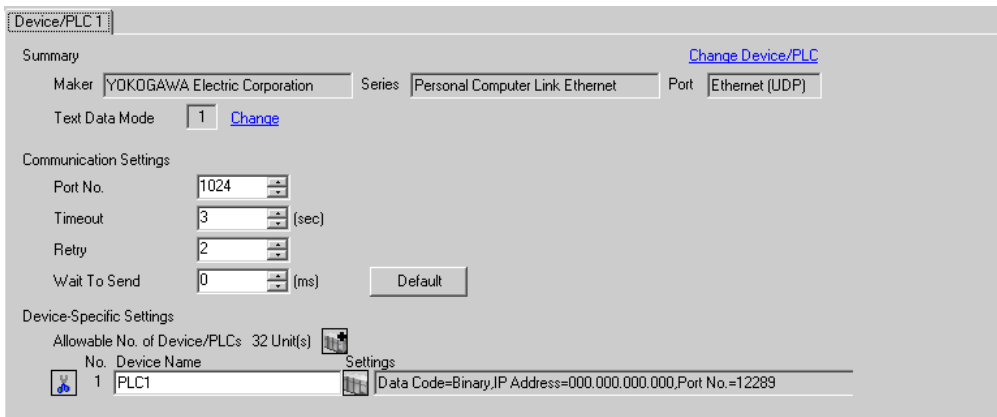 Device/PLC 1
Summary Change Device/PLC
Maker YOKOGAWA Electric Corporation Series Personal Computer Link Ethernet Port Ethernet (UDP)
Text Data Mode 1 Change
Communication Settings
Port No. 1024
Timeout 3 (sec)
Retry 2
Wait To Send 0 (ms) Default
Device-Specific Settings
Allowable No. of Device/PLCs 32 Unit(s)
No. Device Name Settings
1 PLC1 Data Code=Binary,IP Address=000.000.000.000,Port No.=12289